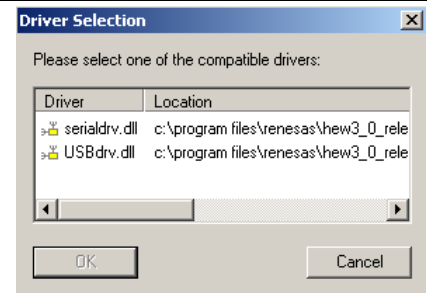 Driver Selection
Please select one of the compatible drivers:
Driver Location
serialdrv.dll c:\program files\renesas\hew3_0_rele
USBdrv.dll c:\program files\renesas\hew3_0_rele
OK Cancel